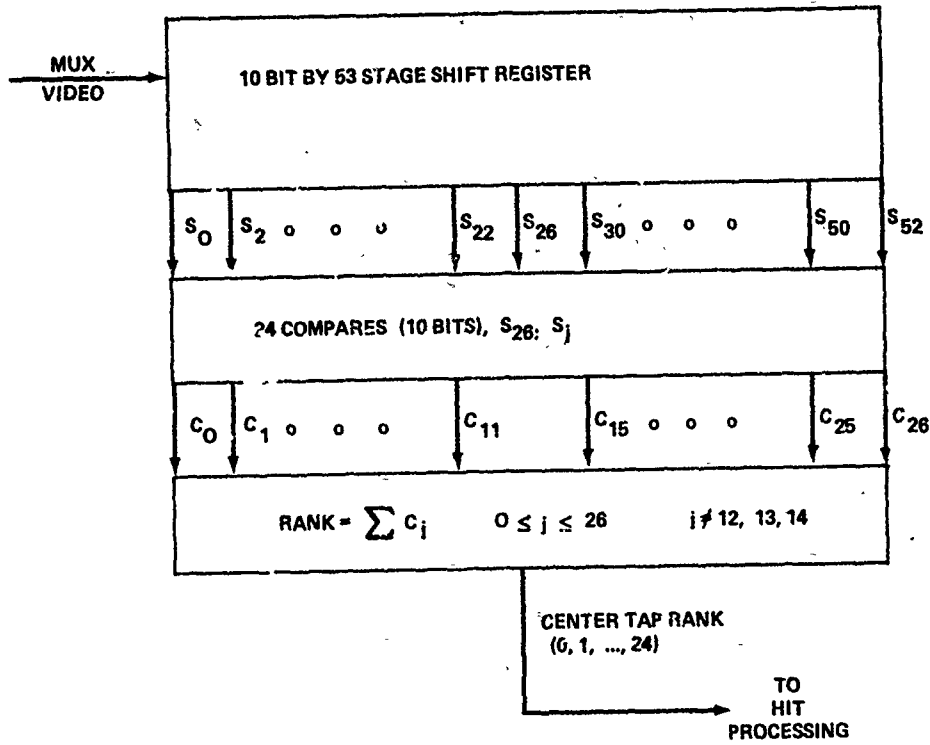 MUX
VIDEO
10 BIT BY 53 STAGE SHIFT REGISTER
S0 S2 o o o S22 S26 S30 o o o S50 S52
24 COMPARES (10 BITS), S26: Sj
C0 C1 o o o C11 C15 o o o C25 C26
RANK = ∑ Cj 0 ≤ j ≤ 26 j ≠ 12, 13, 14
CENTER TAP RANK
(0, 1, ..., 24)
TO
HIT
PROCESSING